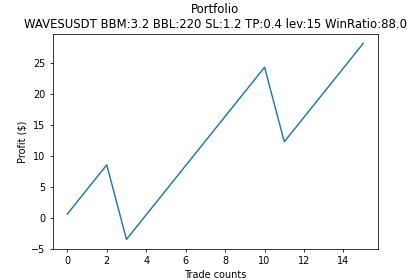 Portfolio
WAVESUSDT BBM:3.2 BBL:220 SL:1.2 TP:0.4 lev:15 WinRatio:88.0
25
20
15
10
5
0
−5
Profit ($)
0 2 4 6 8 10 12 14
Trade counts